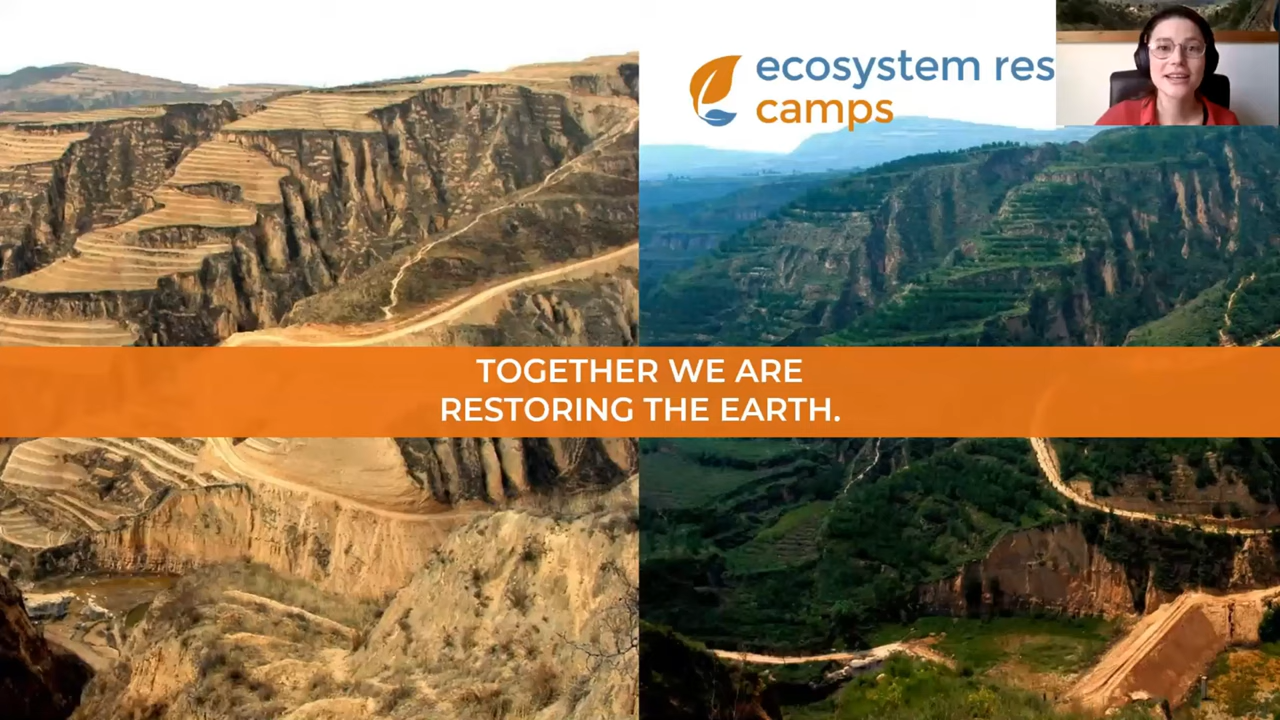 ecosystem res
camps
TOGETHER WE ARE
RESTORING THE EARTH.